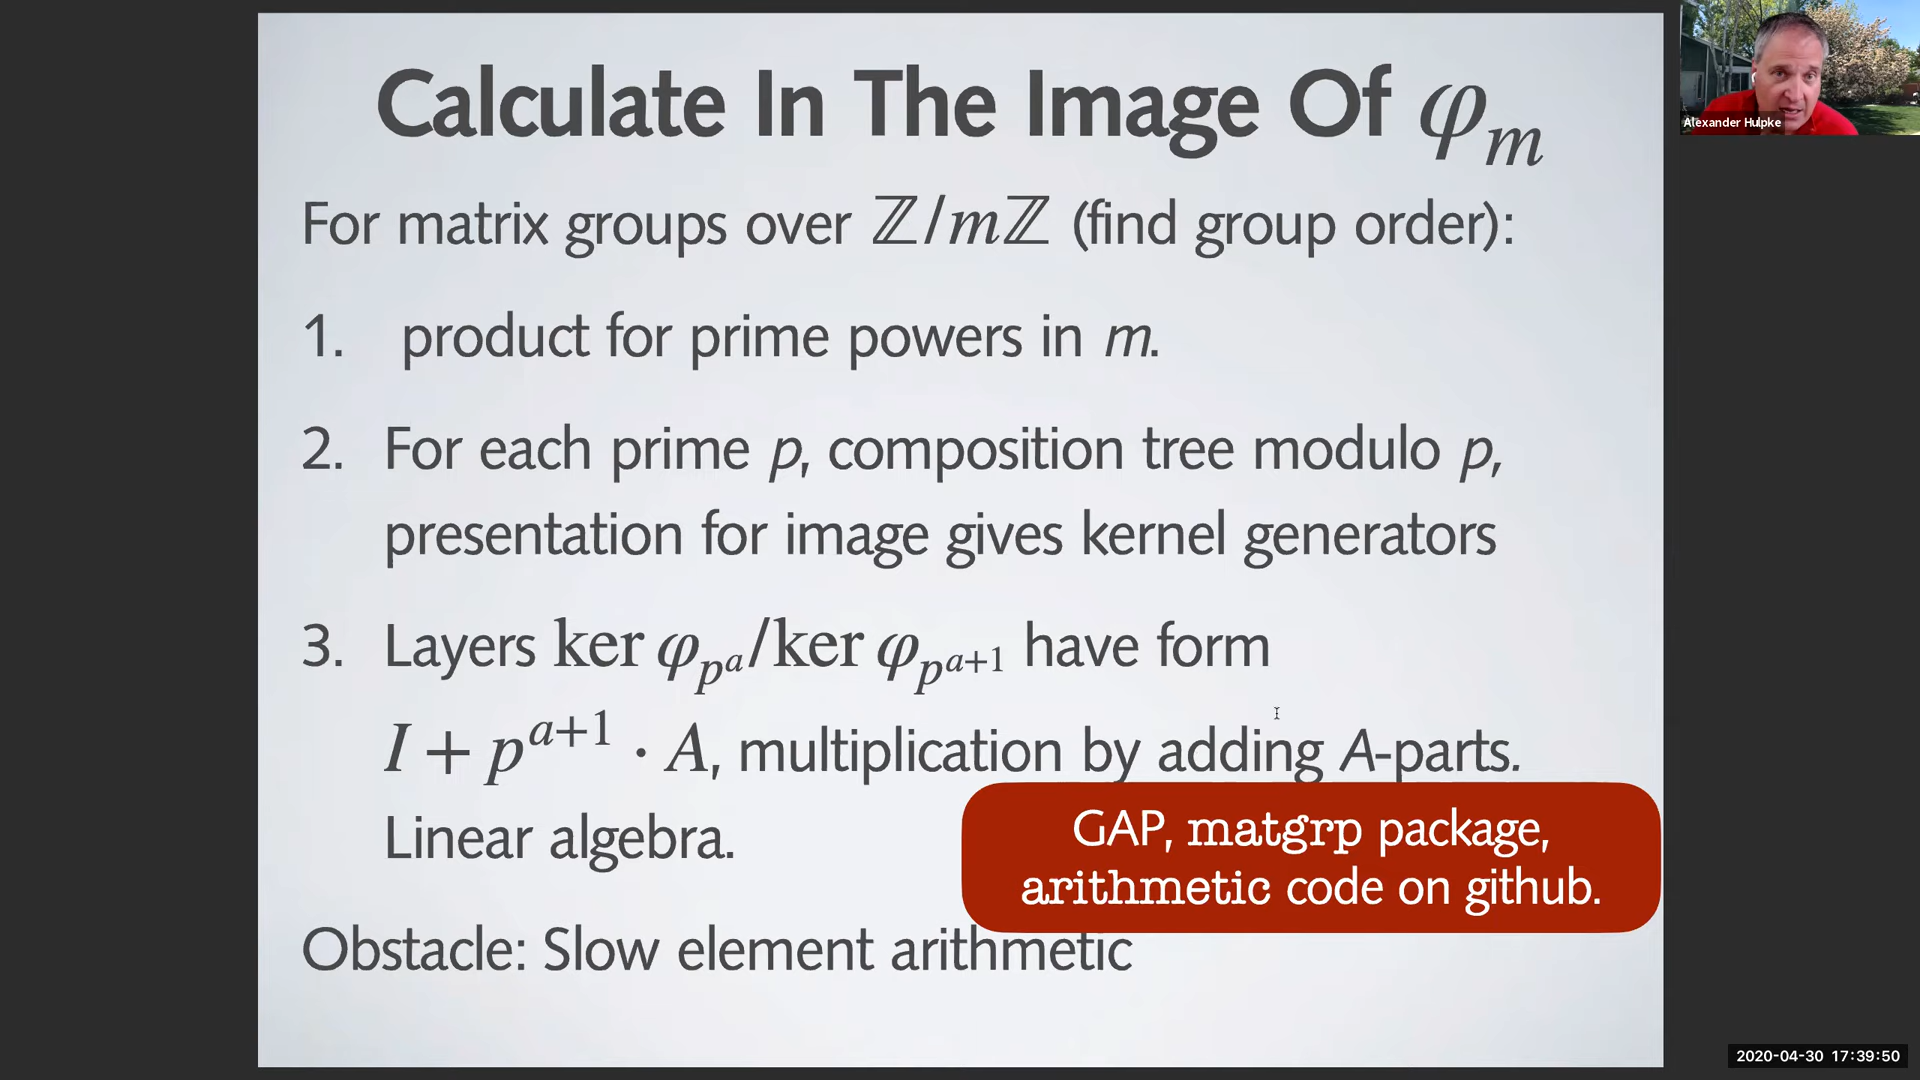 Calculate In The Image Of φₘ
For matrix groups over ℤ/mℤ (find group order):
1. product for prime powers in m.
2. For each prime p, composition tree modulo p,
presentation for image gives kernel generators
3. Layers ker φ_{p^a}/ker φ_{p^{a+1}} have form
I + p^{a+1} · A, multiplication by adding A-parts.
Linear algebra.
GAP, matgrp package,
arithmetic code on github.
Obstacle: Slow element arithmetic
Alexander Hulpke
2020-04-30 17:39:50